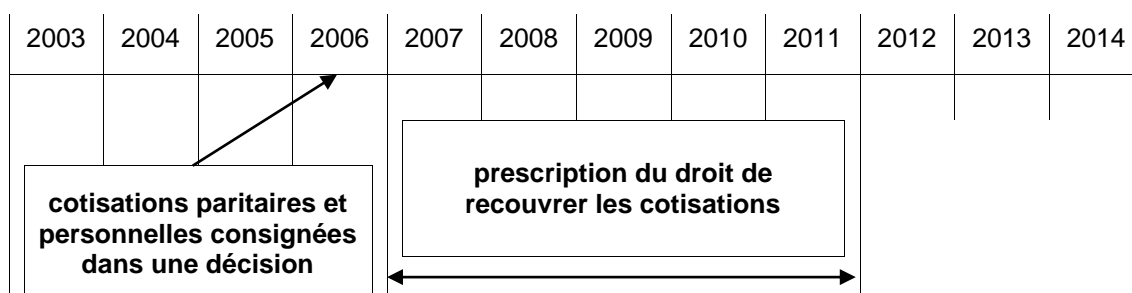 2003 2004 2005 2006 2007 2008 2009 2010 2011 2012 2013 2014
cotisations paritaires et
personnelles consignées
dans une décision
prescription du droit de
recouvrer les cotisations